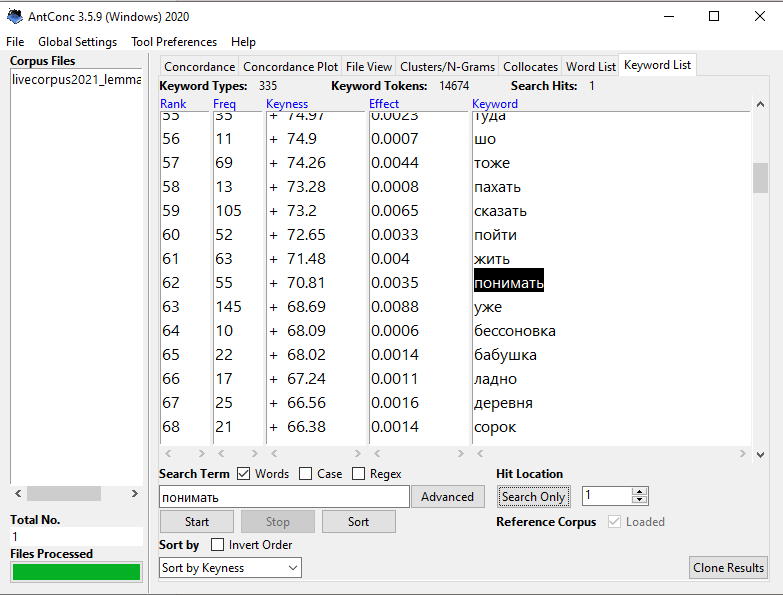 AntConc 3.5.9 (Windows) 2020
File Global Settings Tool Preferences Help
Corpus Files
livecorpus2021_lemma
Concordance Concordance Plot File View Clusters/N-Grams Collocates Word List Keyword List
Keyword Types: 335 Keyword Tokens: 14674 Search Hits: 1
Rank Freq Keyness Effect Keyword
55 35 + 74.97 0.0023 туда
56 11 + 74.9 0.0007 шо
57 69 + 74.26 0.0044 тоже
58 13 + 73.28 0.0008 пахать
59 105 + 73.2 0.0065 сказать
60 52 + 72.65 0.0033 пойти
61 63 + 71.48 0.004 жить
62 55 + 70.81 0.0035 понимать
63 145 + 68.69 0.0088 уже
64 10 + 68.09 0.0006 бессоновка
65 22 + 68.02 0.0014 бабушка
66 17 + 67.24 0.0011 ладно
67 25 + 66.56 0.0016 деревня
68 21 + 66.38 0.0014 сорок
Search Term Words Case Regex Hit Location
понимать Advanced Search Only 1
Start Stop Sort Reference Corpus Loaded
Sort by Invert Order
Sort by Keyness Clone Results
Total No.
1
Files Processed